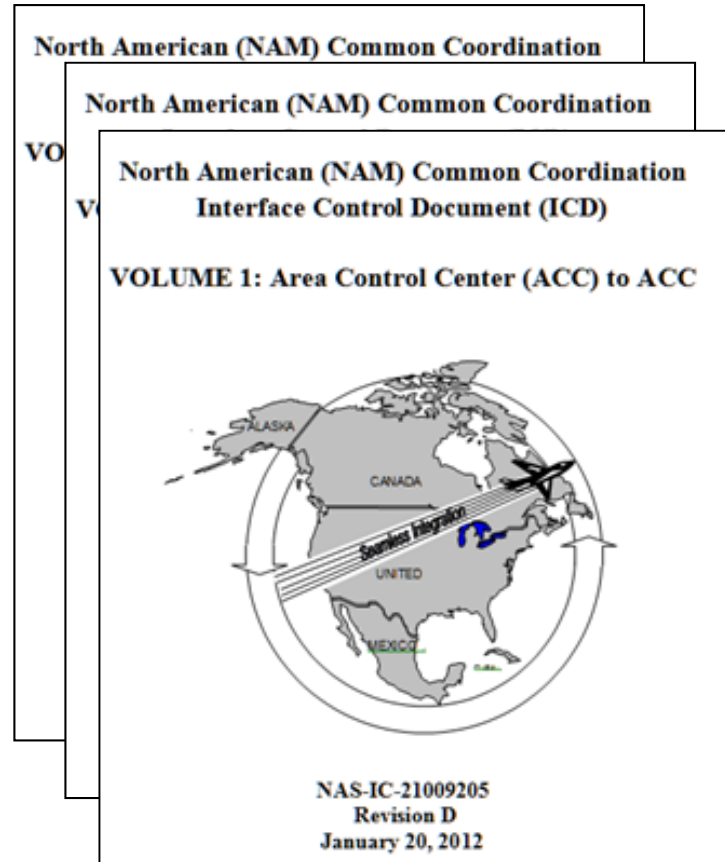 North American (NAM) Common Coordination
VO
North American (NAM) Common Coordination
V
North American (NAM) Common Coordination
Interface Control Document (ICD)
VOLUME 1: Area Control Center (ACC) to ACC
ALASKA
CANADA
Seamless Integration
UNITED
MEXICO
NAS-IC-21009205
Revision D
January 20, 2012